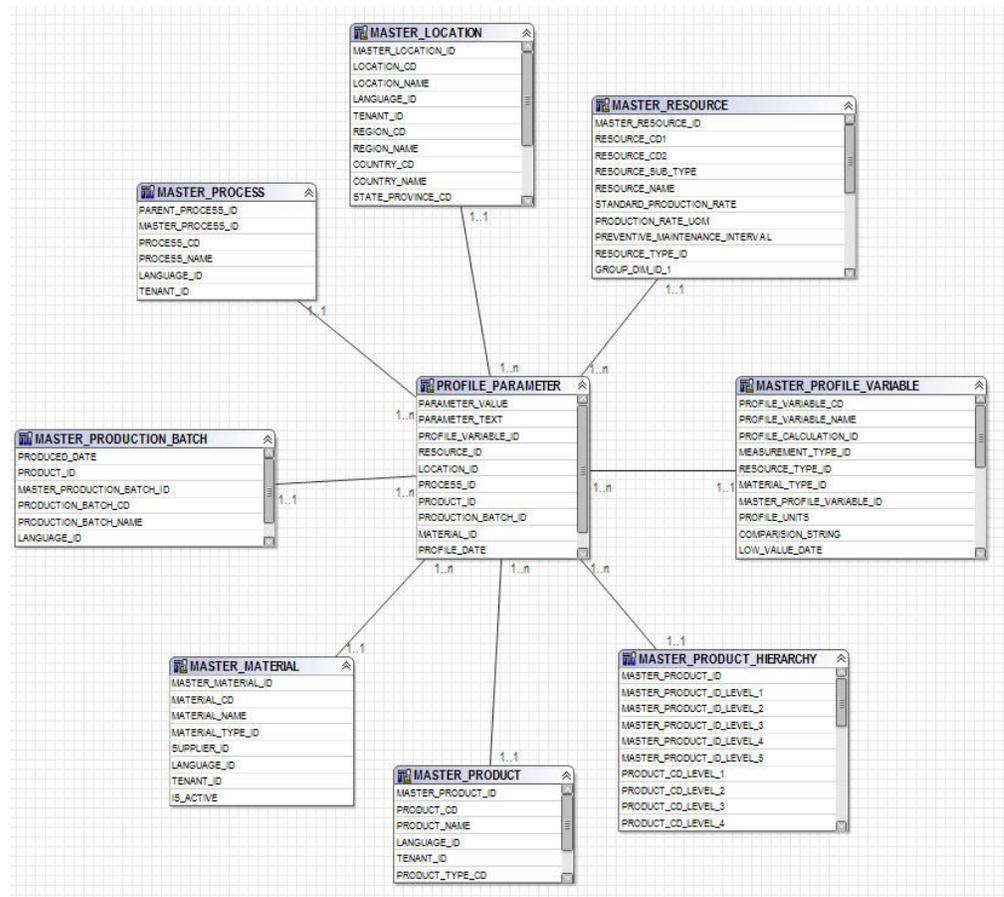 MASTER_LOCATION
MASTER_LOCATION_ID
LOCATION_CD
LOCATION_NAME
LANGUAGE_ID
TENANT_ID
REGION_CD
REGION_NAME
COUNTRY_CD
COUNTRY_NAME
STATE_PROVINCE_CD
1..1
MASTER_RESOURCE
MASTER_RESOURCE_ID
RESOURCE_CD1
RESOURCE_CD2
RESOURCE_SUB_TYPE
RESOURCE_NAME
STANDARD_PRODUCTION_RATE
PRODUCTION_RATE_UOM
PREVENTIVE_MAINTENANCE_INTERVAL
RESOURCE_TYPE_ID
GROUP_DIM_ID_1
1..1
MASTER_PROCESS
PARENT_PROCESS_ID
MASTER_PROCESS_ID
PROCESS_CD
PROCESS_NAME
LANGUAGE_ID
TENANT_ID
1..1
1..n
1..n
1..n
PROFILE_PARAMETER
PARAMETER_VALUE
PARAMETER_TEXT
PROFILE_VARIABLE_ID
RESOURCE_ID
LOCATION_ID
PROCESS_ID
PRODUCT_ID
PRODUCTION_BATCH_ID
MATERIAL_ID
PROFILE_DATE
MASTER_PROFILE_VARIABLE
PROFILE_VARIABLE_CD
PROFILE_VARIABLE_NAME
PROFILE_CALCULATION_ID
MEASUREMENT_TYPE_ID
RESOURCE_TYPE_ID
MATERIAL_TYPE_ID
MASTER_PROFILE_VARIABLE_ID
PROFILE_UNITS
COMPARISION_STRING
LOW_VALUE_DATE
1..n
1..1
MASTER_PRODUCTION_BATCH
PRODUCED_DATE
PRODUCT_ID
MASTER_PRODUCTION_BATCH_ID
PRODUCTION_BATCH_CD
PRODUCTION_BATCH_NAME
LANGUAGE_ID
1..1
1..n
1..n
1..n
1..n
1..1
MASTER_MATERIAL
MASTER_MATERIAL_ID
MATERIAL_CD
MATERIAL_NAME
MATERIAL_TYPE_ID
SUPPLIER_ID
LANGUAGE_ID
TENANT_ID
IS_ACTIVE
1..1
MASTER_PRODUCT_HIERARCHY
MASTER_PRODUCT_ID
MASTER_PRODUCT_ID_LEVEL_1
MASTER_PRODUCT_ID_LEVEL_2
MASTER_PRODUCT_ID_LEVEL_3
MASTER_PRODUCT_ID_LEVEL_4
MASTER_PRODUCT_ID_LEVEL_5
PRODUCT_CD_LEVEL_1
PRODUCT_CD_LEVEL_2
PRODUCT_CD_LEVEL_3
PRODUCT_CD_LEVEL_4
1..1
MASTER_PRODUCT
MASTER_PRODUCT_ID
PRODUCT_CD
PRODUCT_NAME
LANGUAGE_ID
TENANT_ID
PRODUCT_TYPE_CD